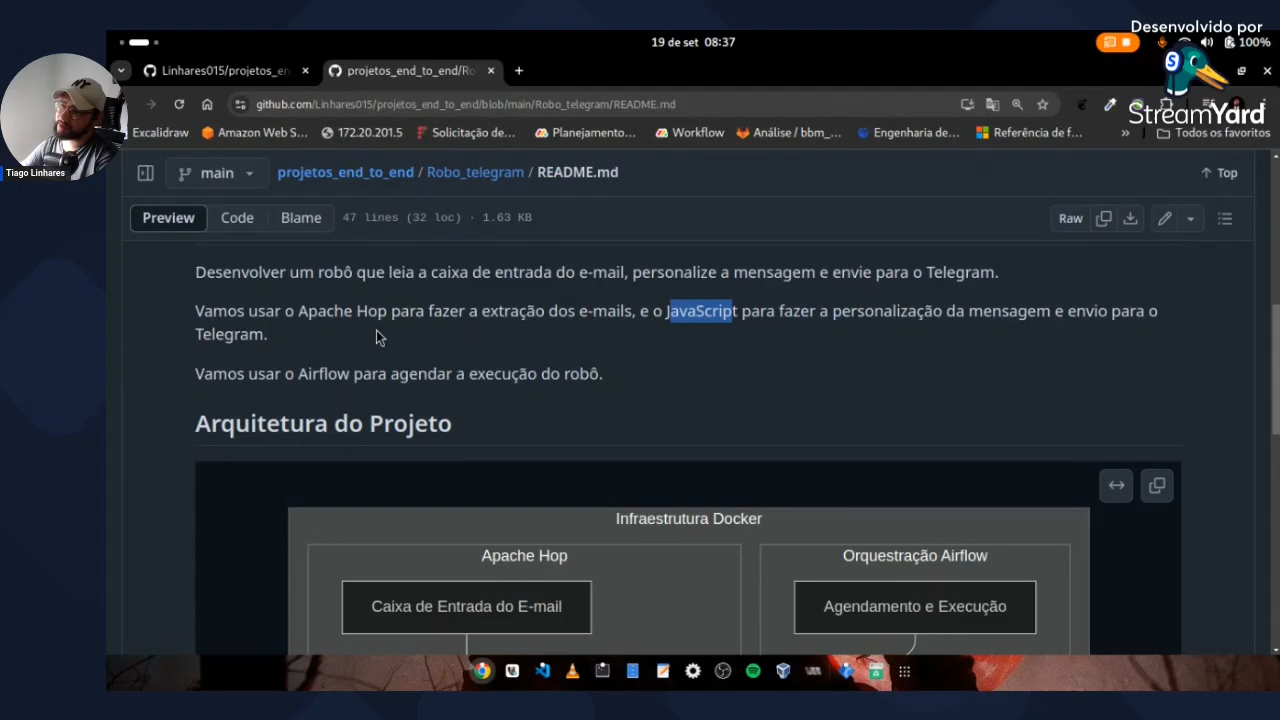 Desenvolvido por
StreamYard
Tiago Linhares
19 de set 08:37
100%
Linhares015/projetos_en
projetos_end_to_end/Ro
github.com/Linhares015/projetos_end_to_end/blob/main/Robo_telegram/README.md
Excalidraw
Amazon Web S...
172.20.201.5
Solicitação de...
Planejamento...
Workflow
Análise / bbm_...
Engenharia de...
Referência de f...
»
Todos os favoritos
main
projetos_end_to_end / Robo_telegram / README.md
Top
Preview
Code
Blame
47 lines (32 loc) · 1.63 KB
Raw
Desenvolver um robô que leia a caixa de entrada do e-mail, personalize a mensagem e envie para o Telegram.
Vamos usar o Apache Hop para fazer a extração dos e-mails, e o JavaScript para fazer a personalização da mensagem e envio para o
Telegram.
Vamos usar o Airflow para agendar a execução do robô.
Arquitetura do Projeto
Infraestrutura Docker
Apache Hop
Orquestração Airflow
Caixa de Entrada do E-mail
Agendamento e Execução